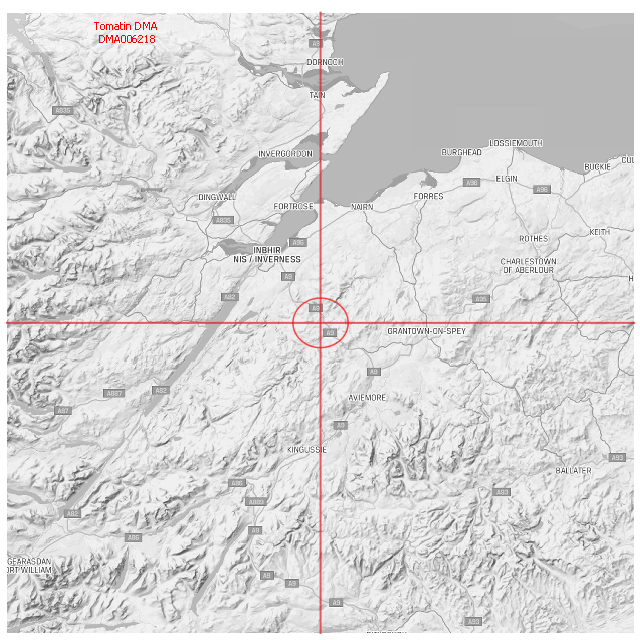 Tomatin DMA
DMA006218
A9
DORNOCH
A835
TAIN
LOSSIEMOUTH
INVERGORDON
BURGHEAD
BUCKIE
CUL
ELGIN
A96
A96
DINGWALL
FORRES
FORTROSE
NAIRN
A835
KEITH
ROTHES
A96
INBHIR
NIS / INVERNESS
CHARLESTOWN
OF ABERLOUR
A9
H
A82
A95
A9
GRANTOWN-ON-SPEY
A9
A9
A82
A887
AVIEMORE
A87
A9
KINGUSSIE
A93
BALLATER
A86
A93
A889
A82
A9
A86
GEARASDAN
ORT WILLIAM
A9
A9
A9
A93